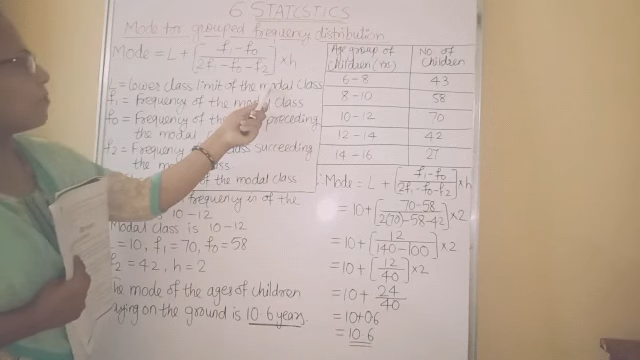 6 STATISTICS
Mode for grouped frequency distribution
Mode = L + [f₁-f₀ / 2f₁-f₀-f₂] × h
L = Lower class limit of the modal class
f₁ = Frequency of the modal class
f₀ = Frequency of the preceding
the modal
f₂ = Frequency class succeeding
the modal class
of the modal class
frequency is of the
10-12
Modal class is 10-12
= 10, f₁ = 70, f₀ = 58
f₂ = 42, h = 2
The mode of the ages of children
playing on the ground is 10 6 years.
Age group of children (in) No. of children
6-8 43
8-10 58
10-12 70
12-14 42
14-16 27
∴ Mode = L + [f₁-f₀ / 2f₁-f₀-f₂] × h
= 10 + [70-58 / 2(70)-58-42] × 2
= 10 + [12 / 140-100] × 2
= 10 + [12 / 40] × 2
= 10 + 24/40
= 10+0.6
= 10 6